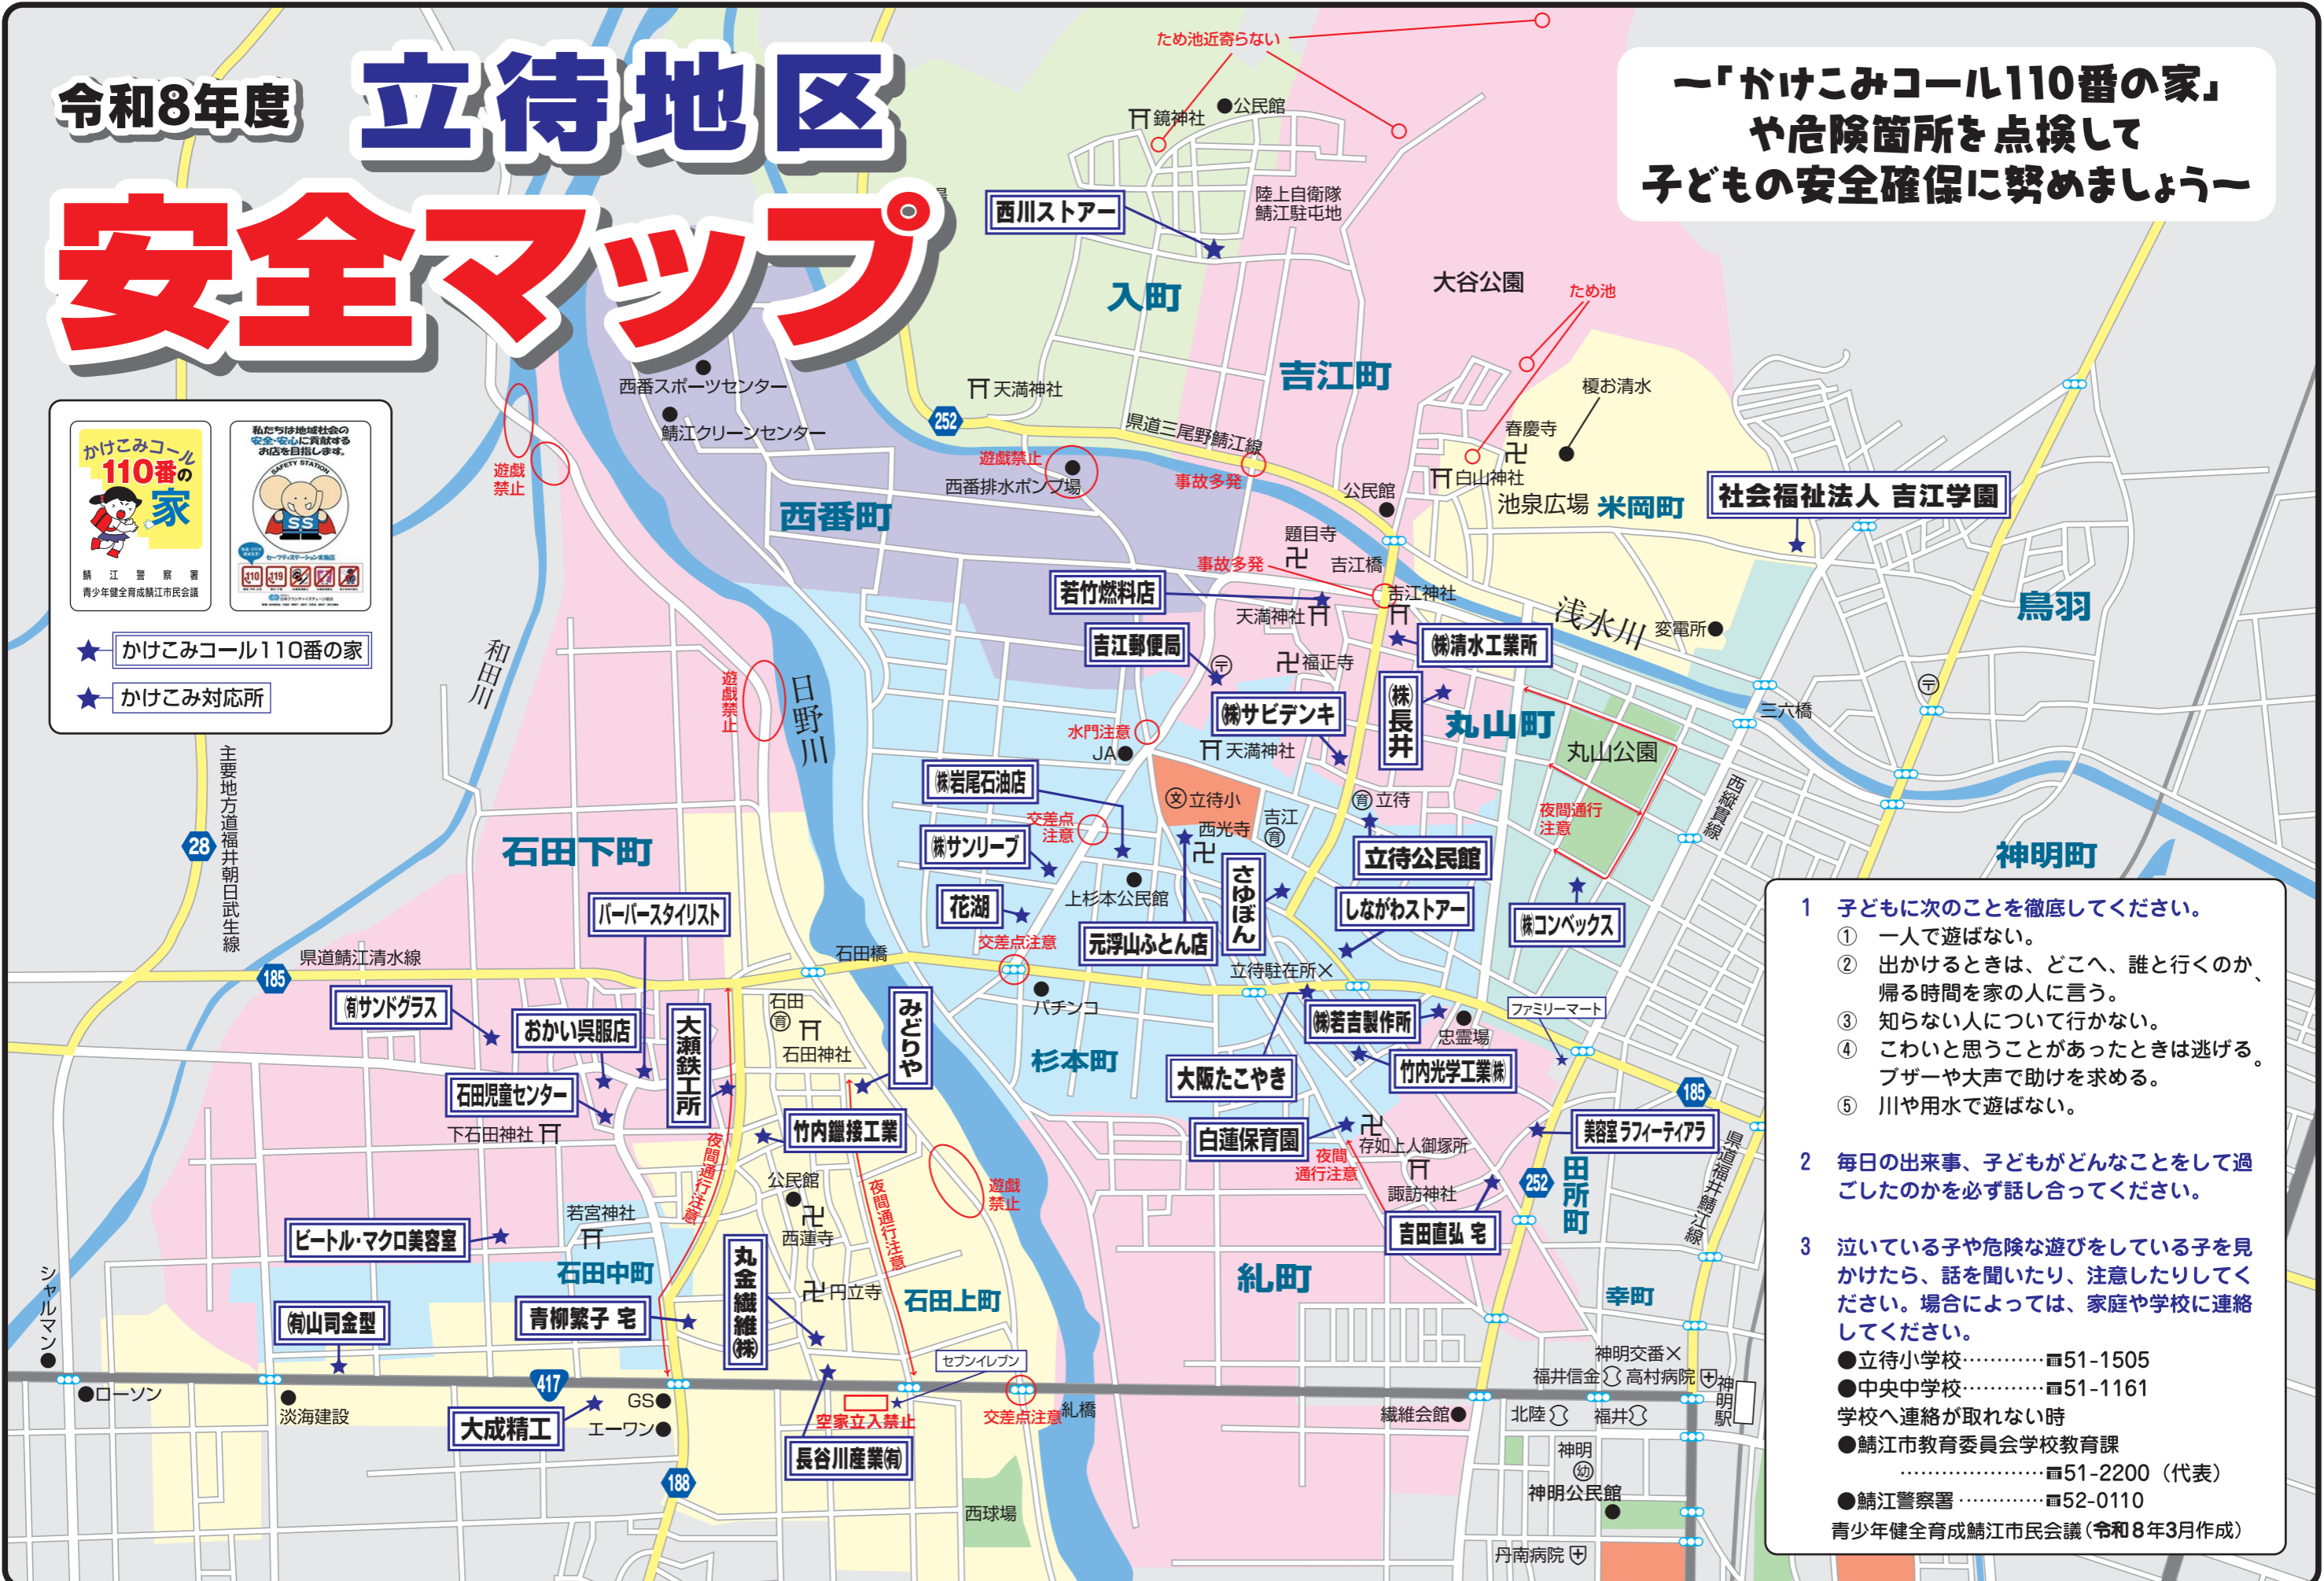 令和8年度
立待地区
安全マップ
～「かけこみコール110番の家」
や危険箇所を点検して
子どもの安全確保に努めましょう～
かけこみコール
110番の
家
鯖江警察署
青少年健全育成鯖江市民会議
私たちは地域社会の
安全・安心に貢献する
お店を目指します。
SAFETY STATION
SS
セーフティステーション実施店
110
119
かけこみコール110番の家
かけこみ対応所
ため池近寄らない
鏡神社
公民館
陸上自衛隊
鯖江駐屯地
西川ストアー
入町
大谷公園
ため池
吉江町
榎お清水
西番スポーツセンター
天満神社
鯖江クリーンセンター
252
県道三尾野鯖江線
春慶寺
遊戯
禁止
遊戯禁止
西番排水ポンプ場
事故多発
白山神社
公民館
池泉広場
米岡町
社会福祉法人 吉江学園
西番町
題目寺
吉江橋
事故多発
若竹燃料店
吉江神社
天満神社
浅水川
変電所
鳥羽
吉江郵便局
福正寺
㈱清水工業所
和田川
遊戯禁止
日野川
㈱サビデンキ
㈱長井
丸山町
三六橋
水門注意
JA
天満神社
丸山公園
主要地方道福井朝日武生線
㈱岩尾石油店
立待小
吉江
育
育
立待
夜間通行
注意
西縦貫線
28
石田下町
交差点
注意
㈱サンリーブ
西光寺
立待公民館
神明町
上杉本公民館
さゆぽん
花湖
バーバースタイリスト
元浮山ふとん店
しながわストアー
㈱コンベックス
交差点注意
石田橋
県道鯖江清水線
185
立待駐在所
パチンコ
㈲サンドグラス
おかい呉服店
大瀬鉄工所
石田
育
石田神社
みどりや
㈱若吉製作所
忠霊場
ファミリーマート
杉本町
大阪たこやき
竹内光学工業㈱
185
石田児童センター
下石田神社
竹内鑞接工業
白蓮保育園
存如上人御塚所
美容室 ラフィーティアラ
夜間通行注意
夜間
通行注意
諏訪神社
252
田所町
県道福井鯖江線
公民館
西蓮寺
夜間通行注意
遊戯
禁止
若宮神社
ビートル・マクロ美容室
吉田直弘 宅
石田中町
丸金繊維㈱
円立寺
石田上町
糺町
幸町
シャルマン
㈲山司金型
青柳繁子 宅
セブンイレブン
神明交番
福井信金
高村病院
神明駅
ローソン
淡海建設
417
GS
エーワン
大成精工
空家立入禁止
交差点注意
糺橋
繊維会館
北陸
福井
長谷川産業㈲
神明
幼
神明公民館
188
西球場
丹南病院
1 子どもに次のことを徹底してください。
① 一人で遊ばない。
② 出かけるときは、どこへ、誰と行くのか、
帰る時間を家の人に言う。
③ 知らない人について行かない。
④ こわいと思うことがあったときは逃げる。
ブザーや大声で助けを求める。
⑤ 川や用水で遊ばない。
2 毎日の出来事、子どもがどんなことをして過
ごしたのかを必ず話し合ってください。
3 泣いている子や危険な遊びをしている子を見
かけたら、話を聞いたり、注意したりしてく
ださい。場合によっては、家庭や学校に連絡
してください。
●立待小学校…………☎51-1505
●中央中学校…………☎51-1161
学校へ連絡が取れない時
●鯖江市教育委員会学校教育課
…………………☎51-2200（代表）
●鯖江警察署…………☎52-0110
青少年健全育成鯖江市民会議（令和8年3月作成）